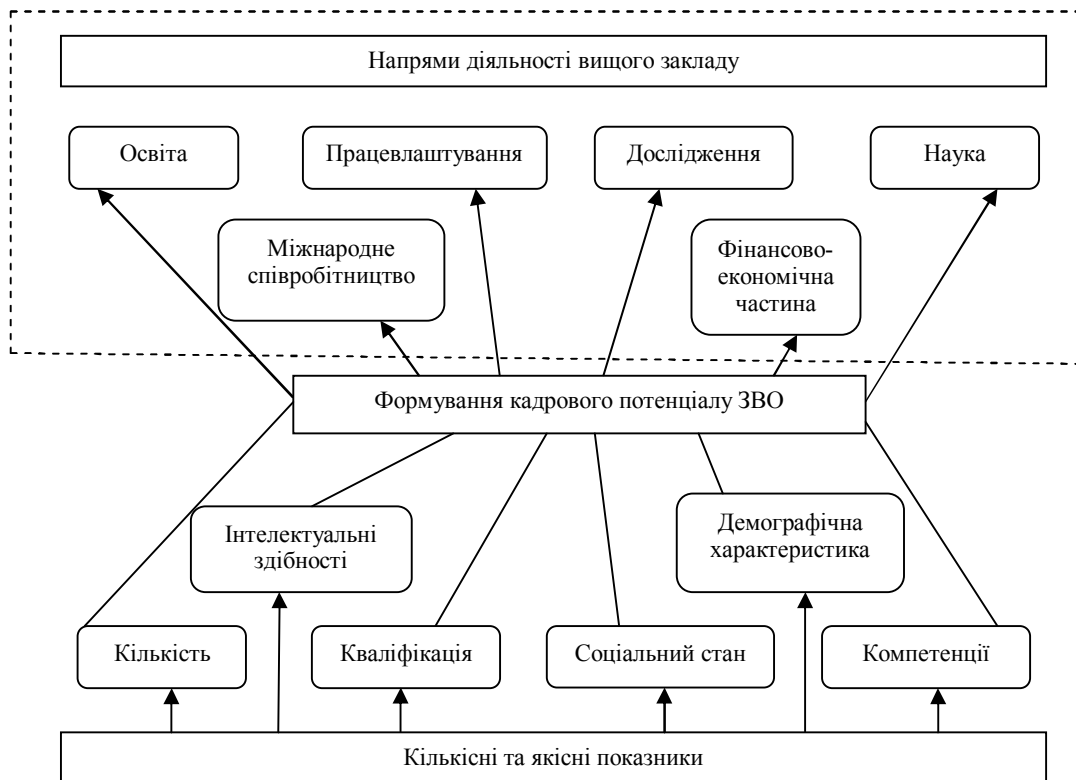 Напрями діяльності вищого закладу
Освіта
Працевлаштування
Дослідження
Наука
Міжнародне
співробітництво
Фінансово-
економічна
частина
Формування кадрового потенціалу ЗВО
Інтелектуальні
здібності
Демографічна
характеристика
Кількість
Кваліфікація
Соціальний стан
Компетенції
Кількісні та якісні показники